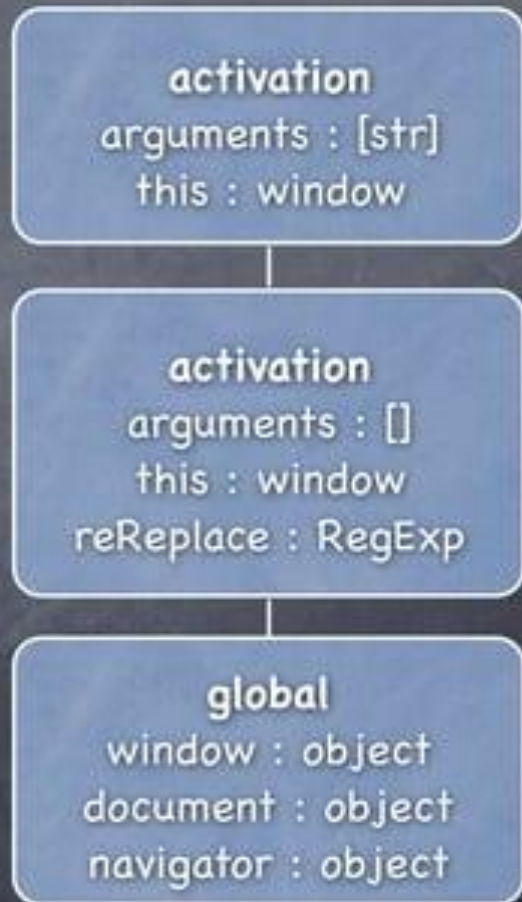 activation
arguments : [str]
this : window
activation
arguments : []
this : window
reReplace : RegExp
global
window : object
document : object
navigator : object